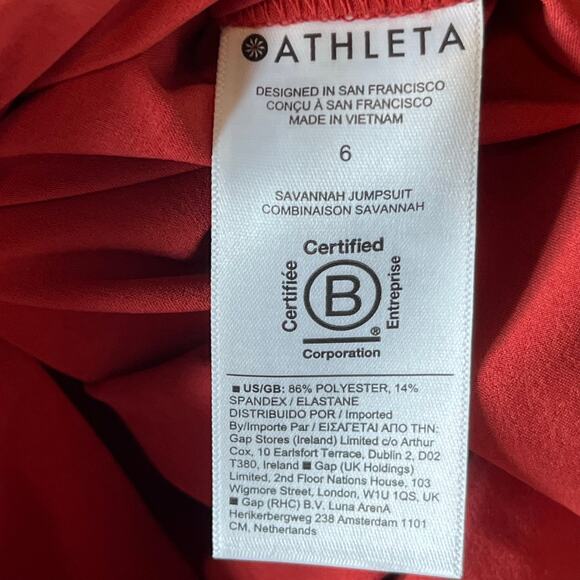 ATHLETA
DESIGNED IN SAN FRANCISCO
CONÇU À SAN FRANCISCO
MADE IN VIETNAM
6
SAVANNAH JUMPSUIT
COMBINAISON SAVANNAH
Certified
Certifiée
B
Entreprise
®
Corporation
■ US/GB: 86% POLYESTER, 14%
SPANDEX / ELASTANE
DISTRIBUIDO POR / Imported
By/Importe Par / ΕΙΣΑΓΕΤΑΙ ΑΠΟ ΤΗΝ:
Gap Stores (Ireland) Limited c/o Arthur
Cox, 10 Earlsfort Terrace, Dublin 2, D02
T380, Ireland ■ Gap (UK Holdings)
Limited, 2nd Floor Nations House, 103
Wigmore Street, London, W1U 1QS, UK
■ Gap (RHC) B.V. Luna ArenA
Herikerbergweg 238 Amsterdam 1101
CM, Netherlands